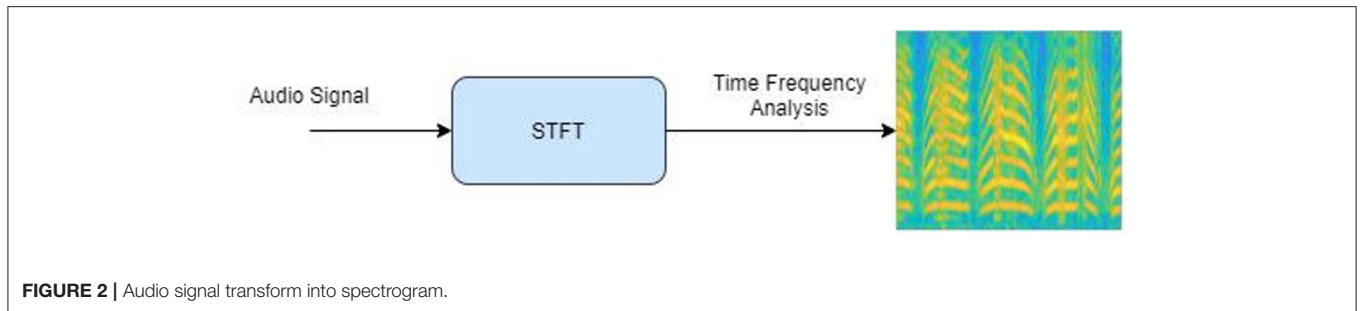 Audio Signal
STFT
Time Frequency
Analysis
FIGURE 2 | Audio signal transform into spectrogram.